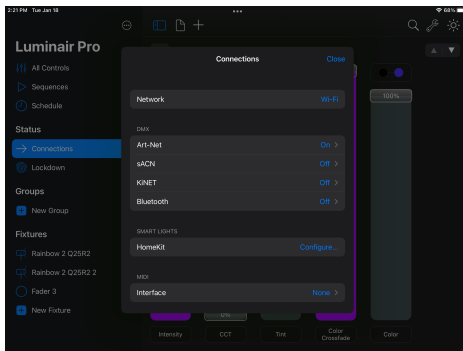 2:21 PM Tue Jan 18
68%
Luminair Pro
All Controls
Sequences
Schedule
Status
Connections
Lockdown
Groups
New Group
Fixtures
Rainbow 2 Q25R2
Rainbow 2 Q25R2 2
Fader 3
New Fixture
Connections
Close
Network
Wi-Fi
DMX
Art-Net
On
sACN
Off
KiNET
Off
Bluetooth
Off
SMART LIGHTS
HomeKit
Configure...
MIDI
Interface
None
100%
0%
Intensity
CCT
Tint
Color
Crossfade
Color